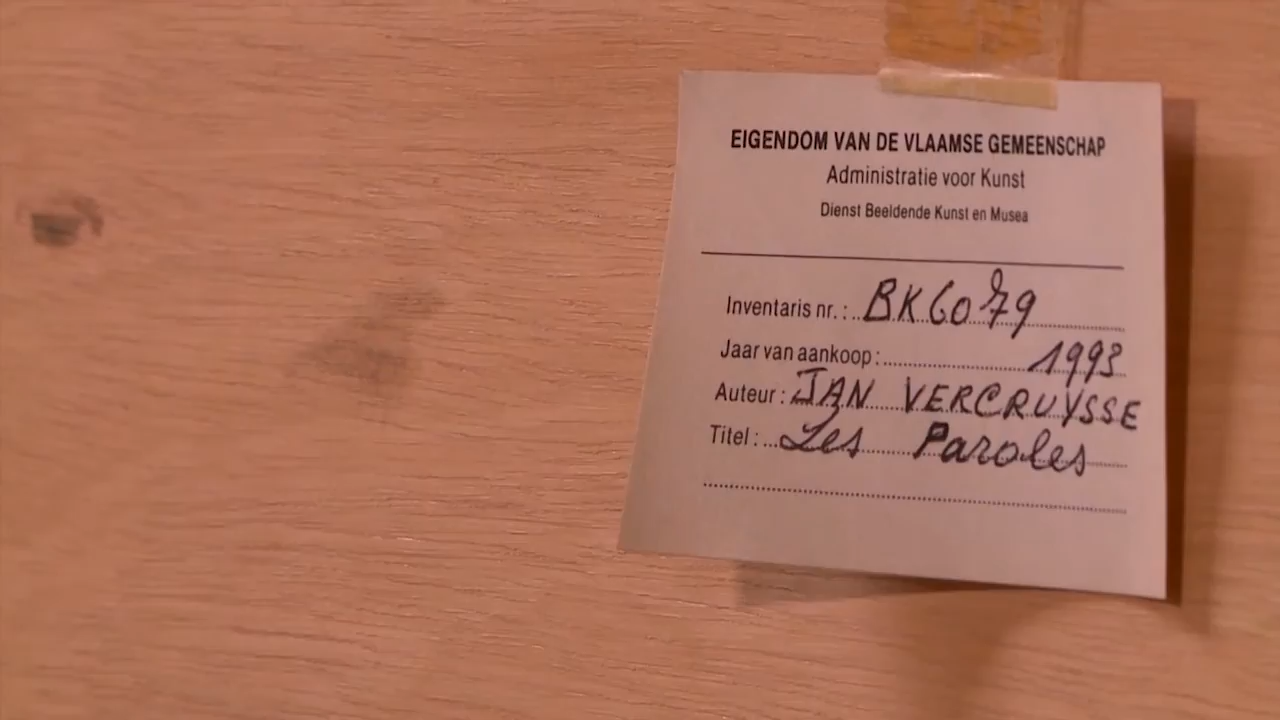 EIGENDOM VAN DE VLAAMSE GEMEENSCHAP
Administratie voor Kunst
Dienst Beeldende Kunst en Musea
Inventaris nr. : BK6079
Jaar van aankoop : 1993
Auteur : JAN VERCRUYSSE
Titel : Les Paroles